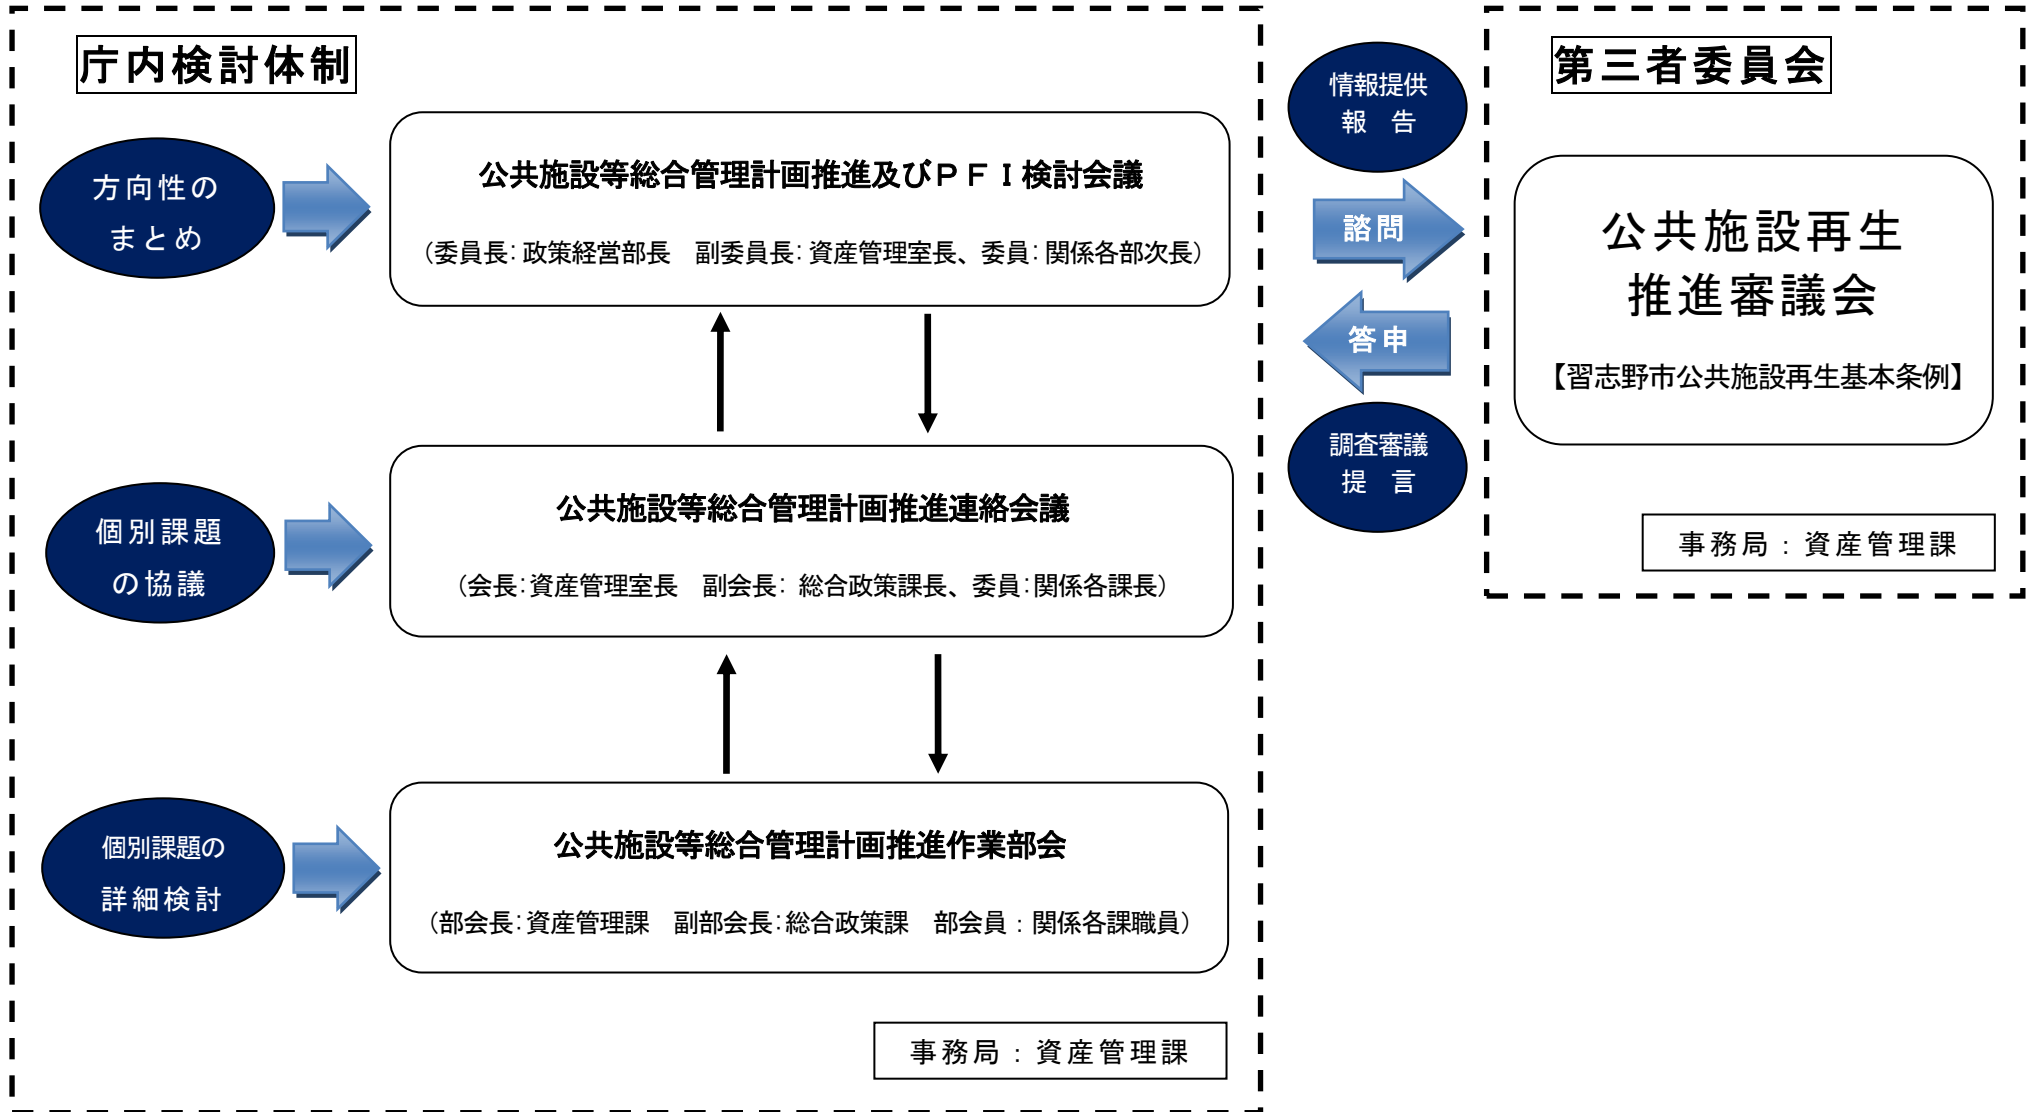 庁内検討体制
方向性の
まとめ
公共施設等総合管理計画推進及びＰＦＩ検討会議
（委員長：政策経営部長　副委員長：資産管理室長、委員：関係各部次長）
個別課題
の協議
公共施設等総合管理計画推進連絡会議
（会長：資産管理室長　副会長：総合政策課長、委員：関係各課長）
個別課題の
詳細検討
公共施設等総合管理計画推進作業部会
（部会長：資産管理課　副部会長：総合政策課　部会員：関係各課職員）
事務局：資産管理課
情報提供
報　告
諮問
答申
調査審議
提　言
第三者委員会
公共施設再生
推進審議会
【習志野市公共施設再生基本条例】
事務局：資産管理課